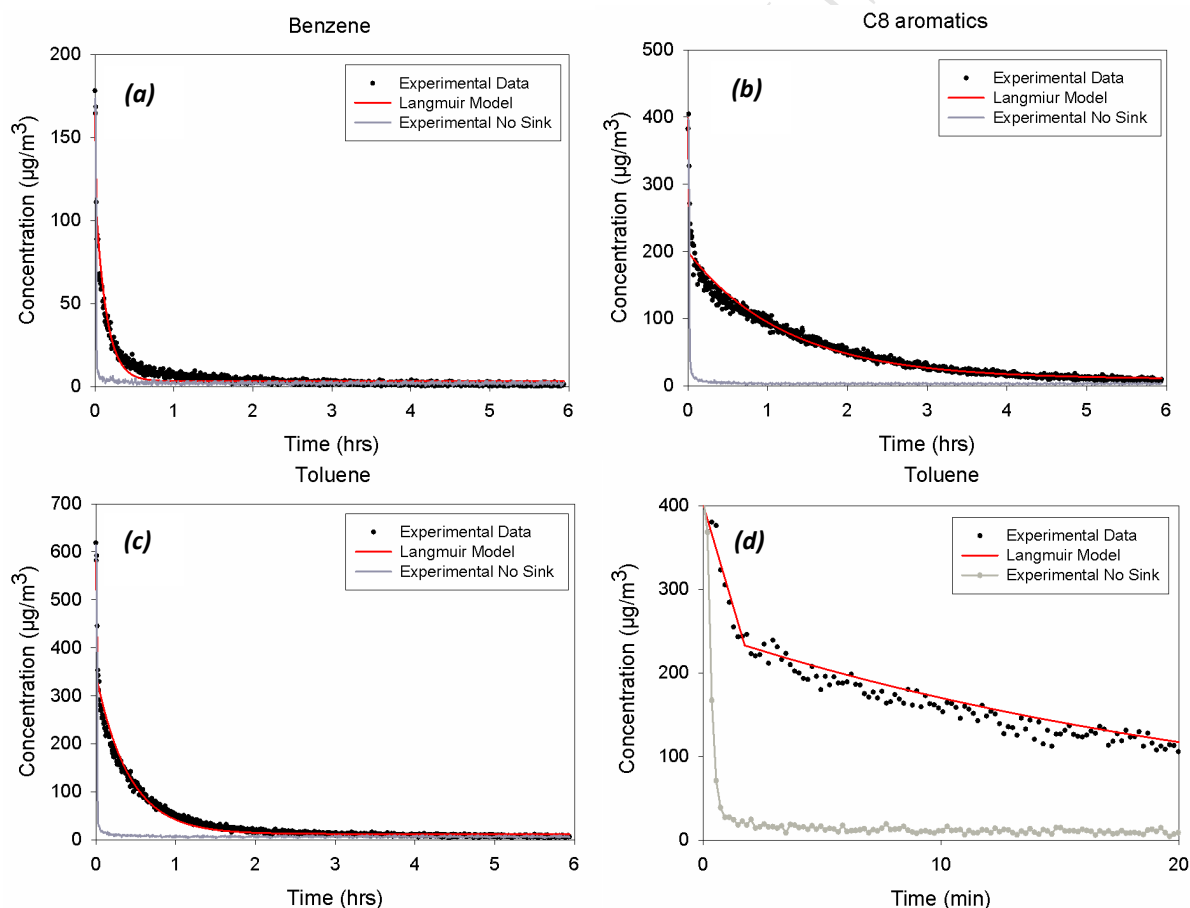 Benzene
Concentration (µg/m³)
200
150
100
50
0
(a)
Experimental Data
Langmuir Model
Experimental No Sink
0 1 2 3 4 5 6
Time (hrs)
C8 aromatics
Concentration (µg/m³)
500
400
300
200
100
0
(b)
Experimental Data
Langmiur Model
Experimental No Sink
0 1 2 3 4 5 6
Time (hrs)
Toluene
Concentration (µg/m³)
700
600
500
400
300
200
100
0
(c)
Experimental Data
Langmuir Model
Experimental No Sink
0 1 2 3 4 5 6
Time (hrs)
Toluene
Concentration (µg/m³)
400
300
200
100
0
(d)
Experimental Data
Langmuir Model
Experimental No Sink
0 10 20
Time (min)